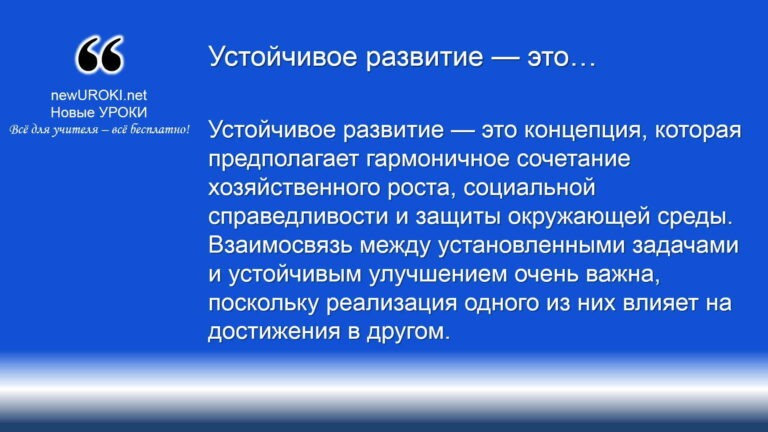 ❝
newUROKI.net
Новые УРОКИ
Всё для учителя – всё бесплатно!
Устойчивое развитие — это…
Устойчивое развитие — это концепция, которая
предполагает гармоничное сочетание
хозяйственного роста, социальной
справедливости и защиты окружающей среды.
Взаимосвязь между установленными задачами
и устойчивым улучшением очень важна,
поскольку реализация одного из них влияет на
достижения в другом.